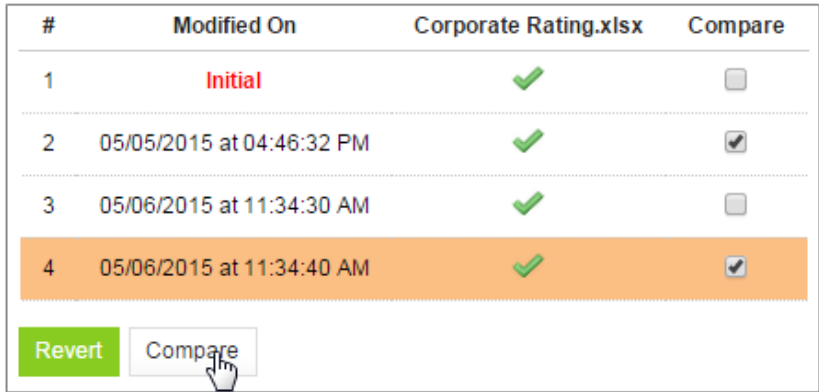 # Modified On Corporate Rating.xlsx Compare
1 Initial
2 05/05/2015 at 04:46:32 PM
3 05/06/2015 at 11:34:30 AM
4 05/06/2015 at 11:34:40 AM
Revert Compare